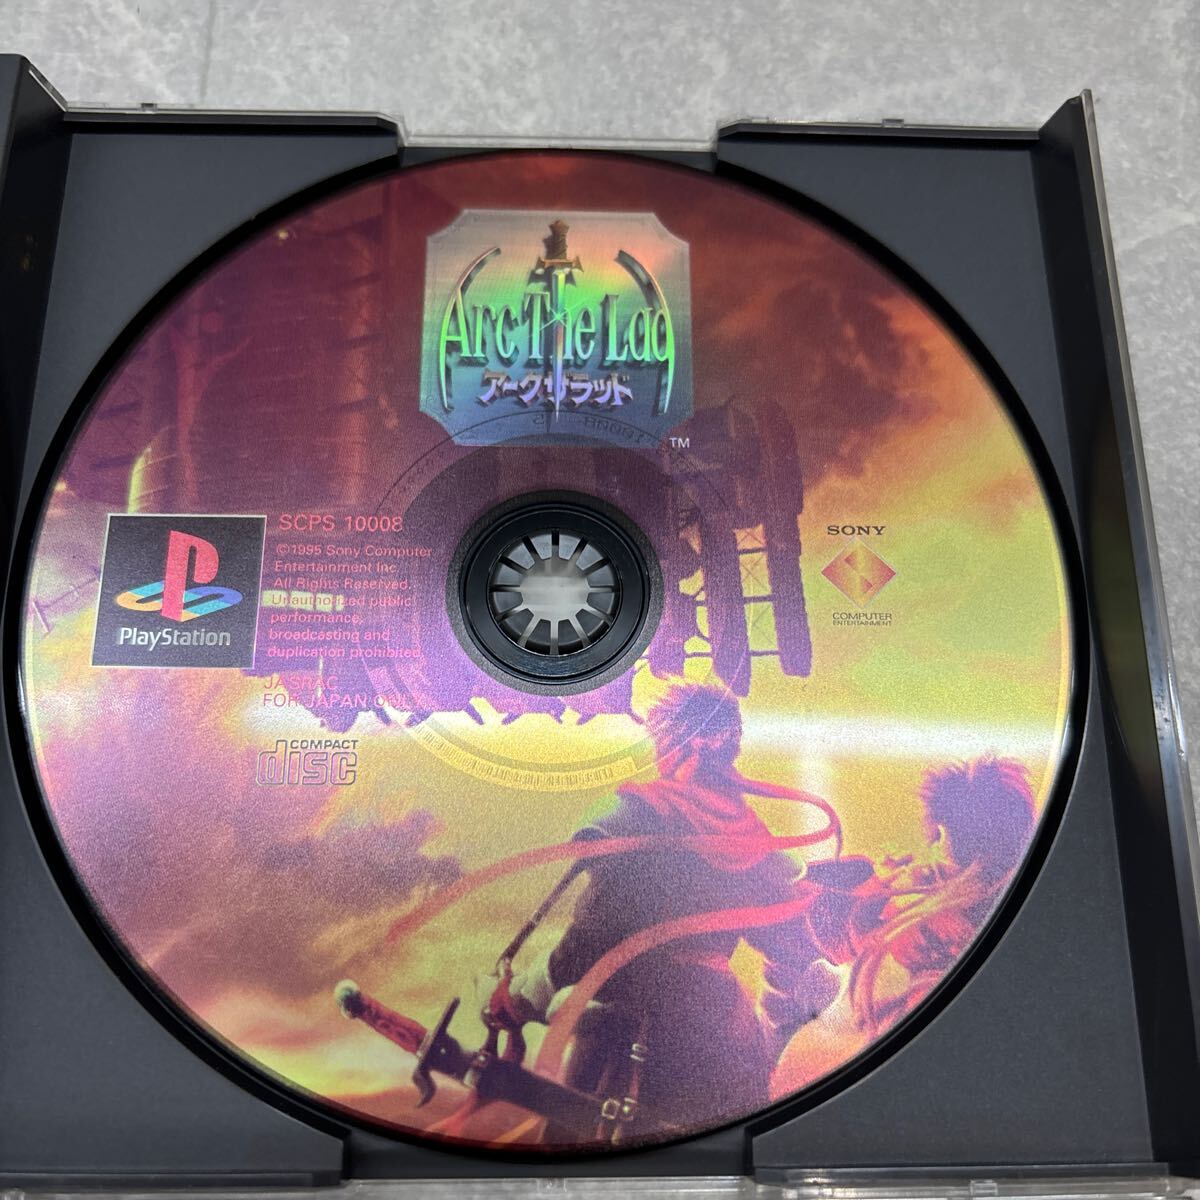 Arc The Lad
アークザラッド
TM
SCPS 10008
©1995 Sony Computer
Entertainment Inc.
All Rights Reserved.
Unauthorized public
performance,
broadcasting and
duplication prohibited.
JASRAC
FOR JAPAN ONLY
PlayStation
COMPACT
disc
SONY
COMPUTER
ENTERTAINMENT